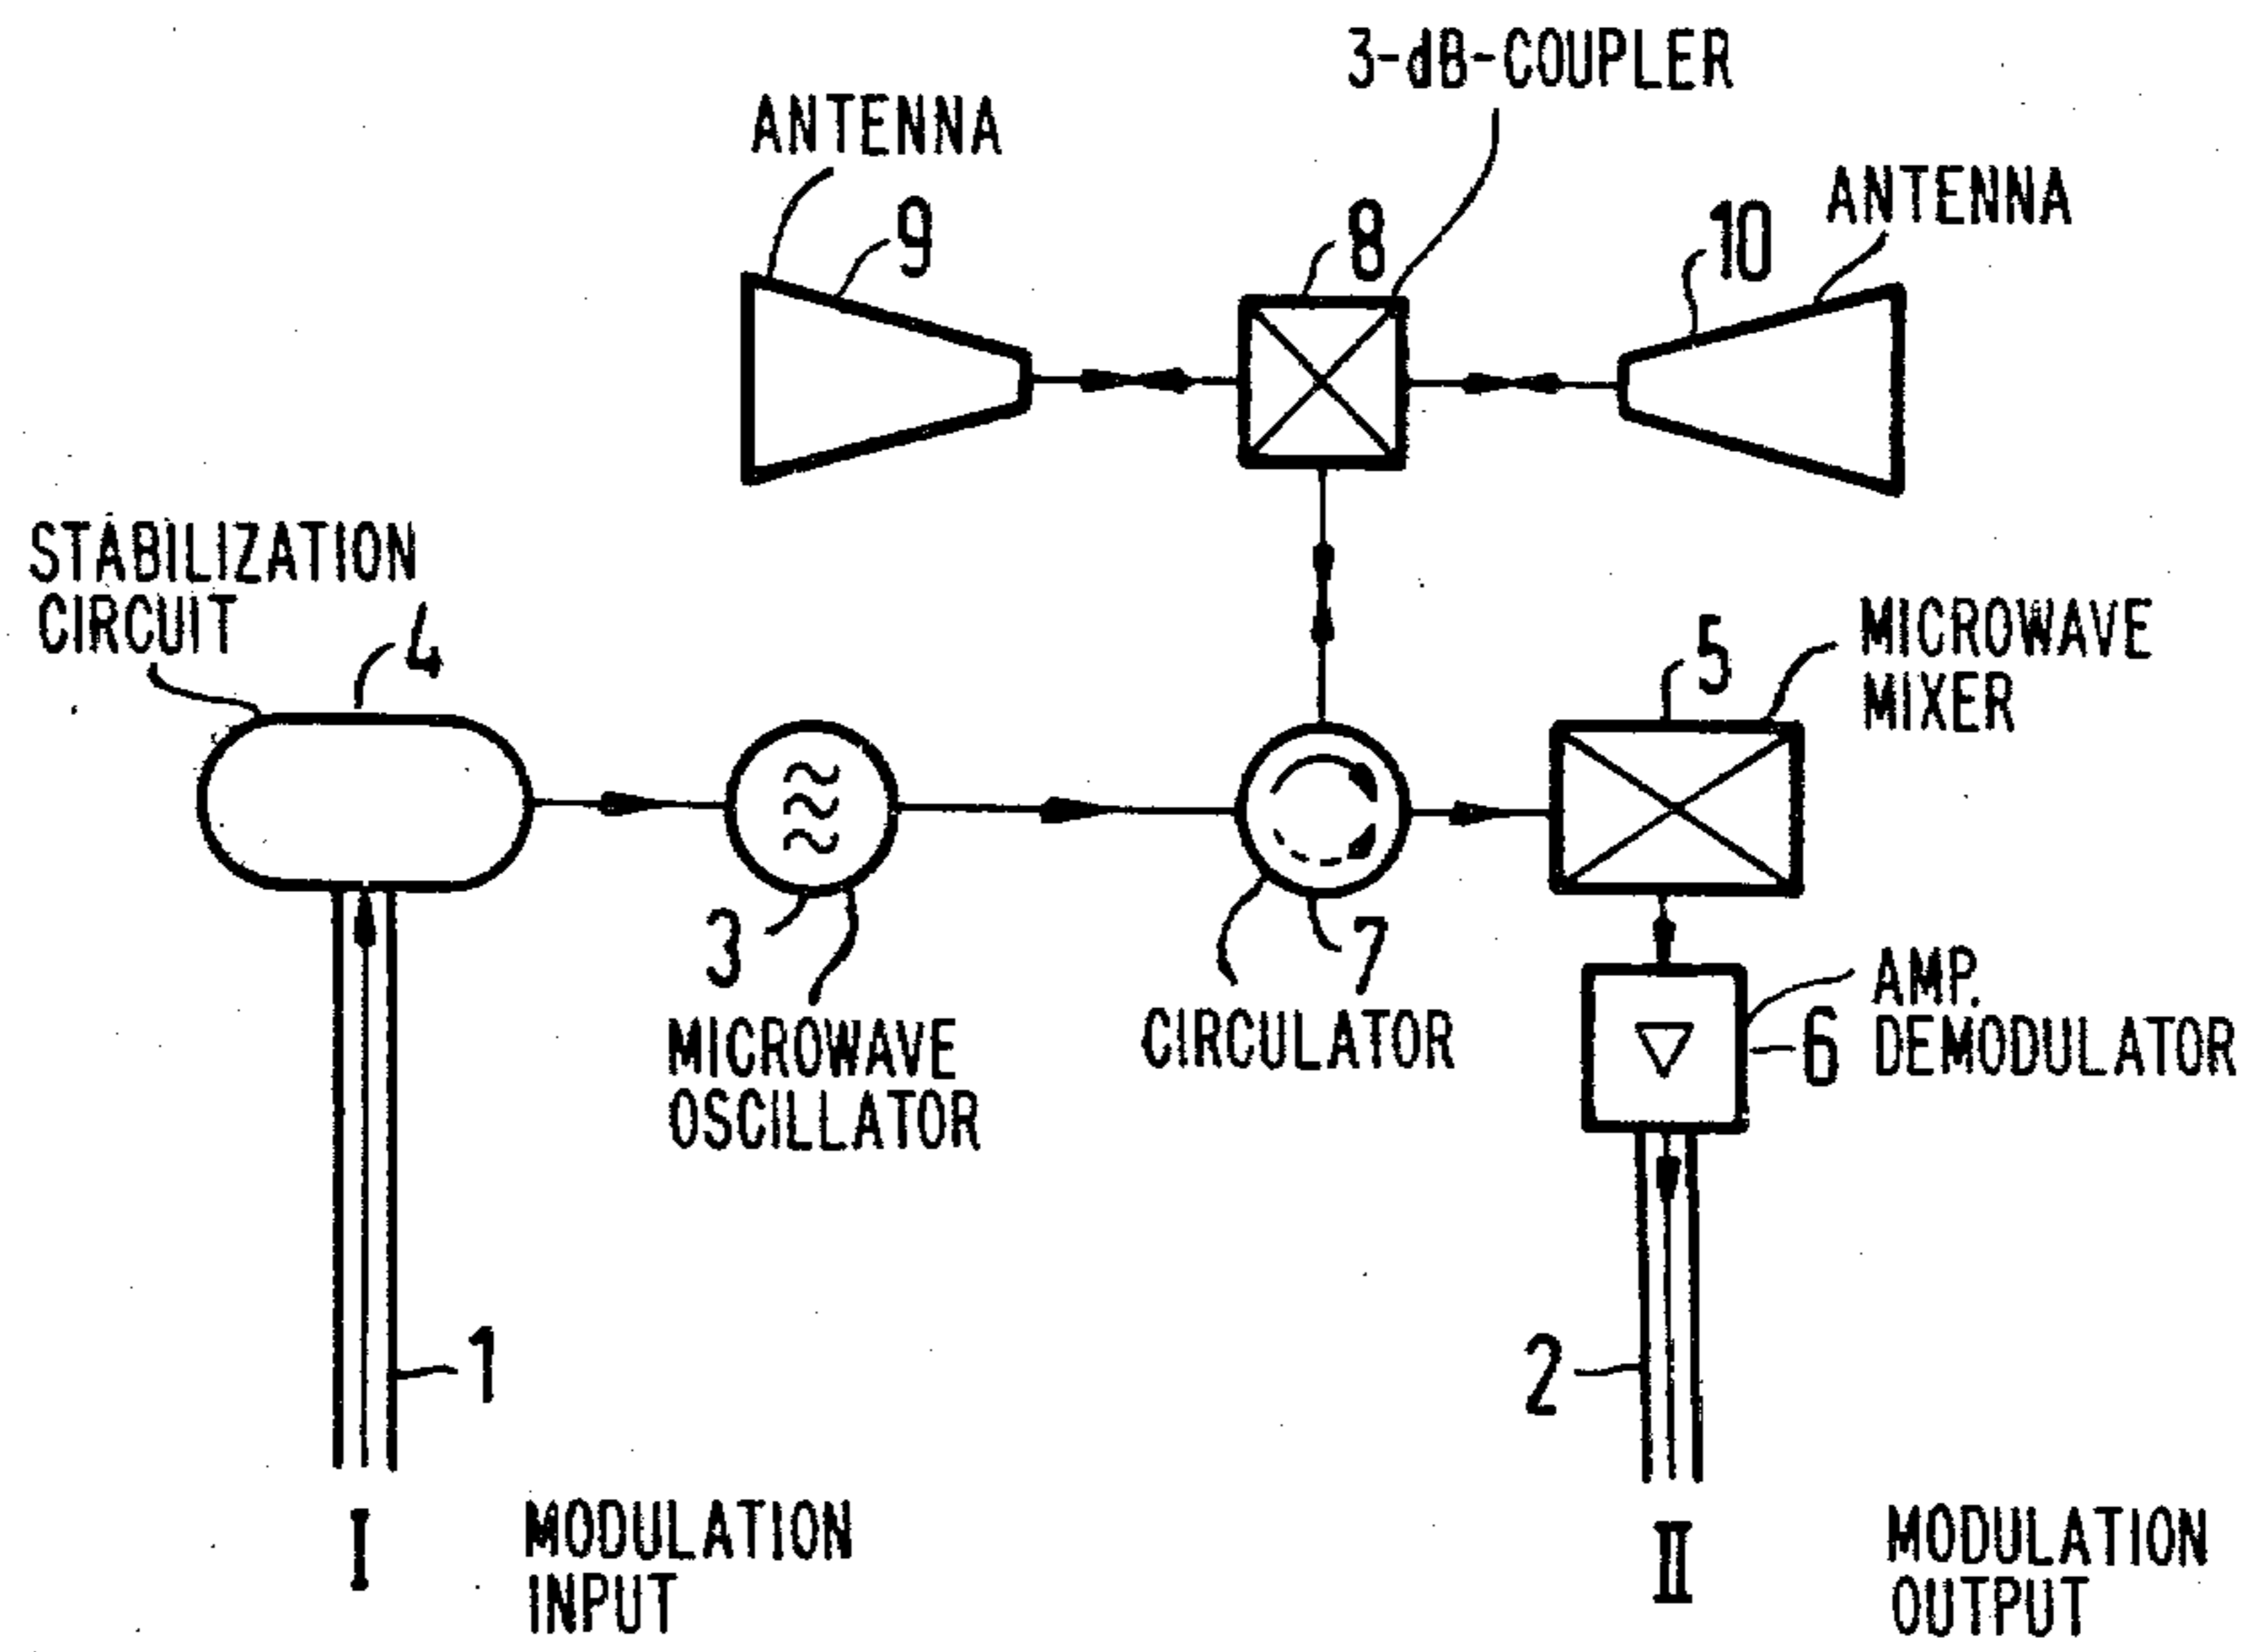 3-dB-COUPLER
ANTENNA
ANTENNA
9
8
10
STABILIZATION
CIRCUIT
4
5
MICROWAVE
MIXER
3
MICROWAVE
OSCILLATOR
7
CIRCULATOR
AMP.
DEMODULATOR
6
1
2
I
MODULATION
INPUT
II
MODULATION
OUTPUT